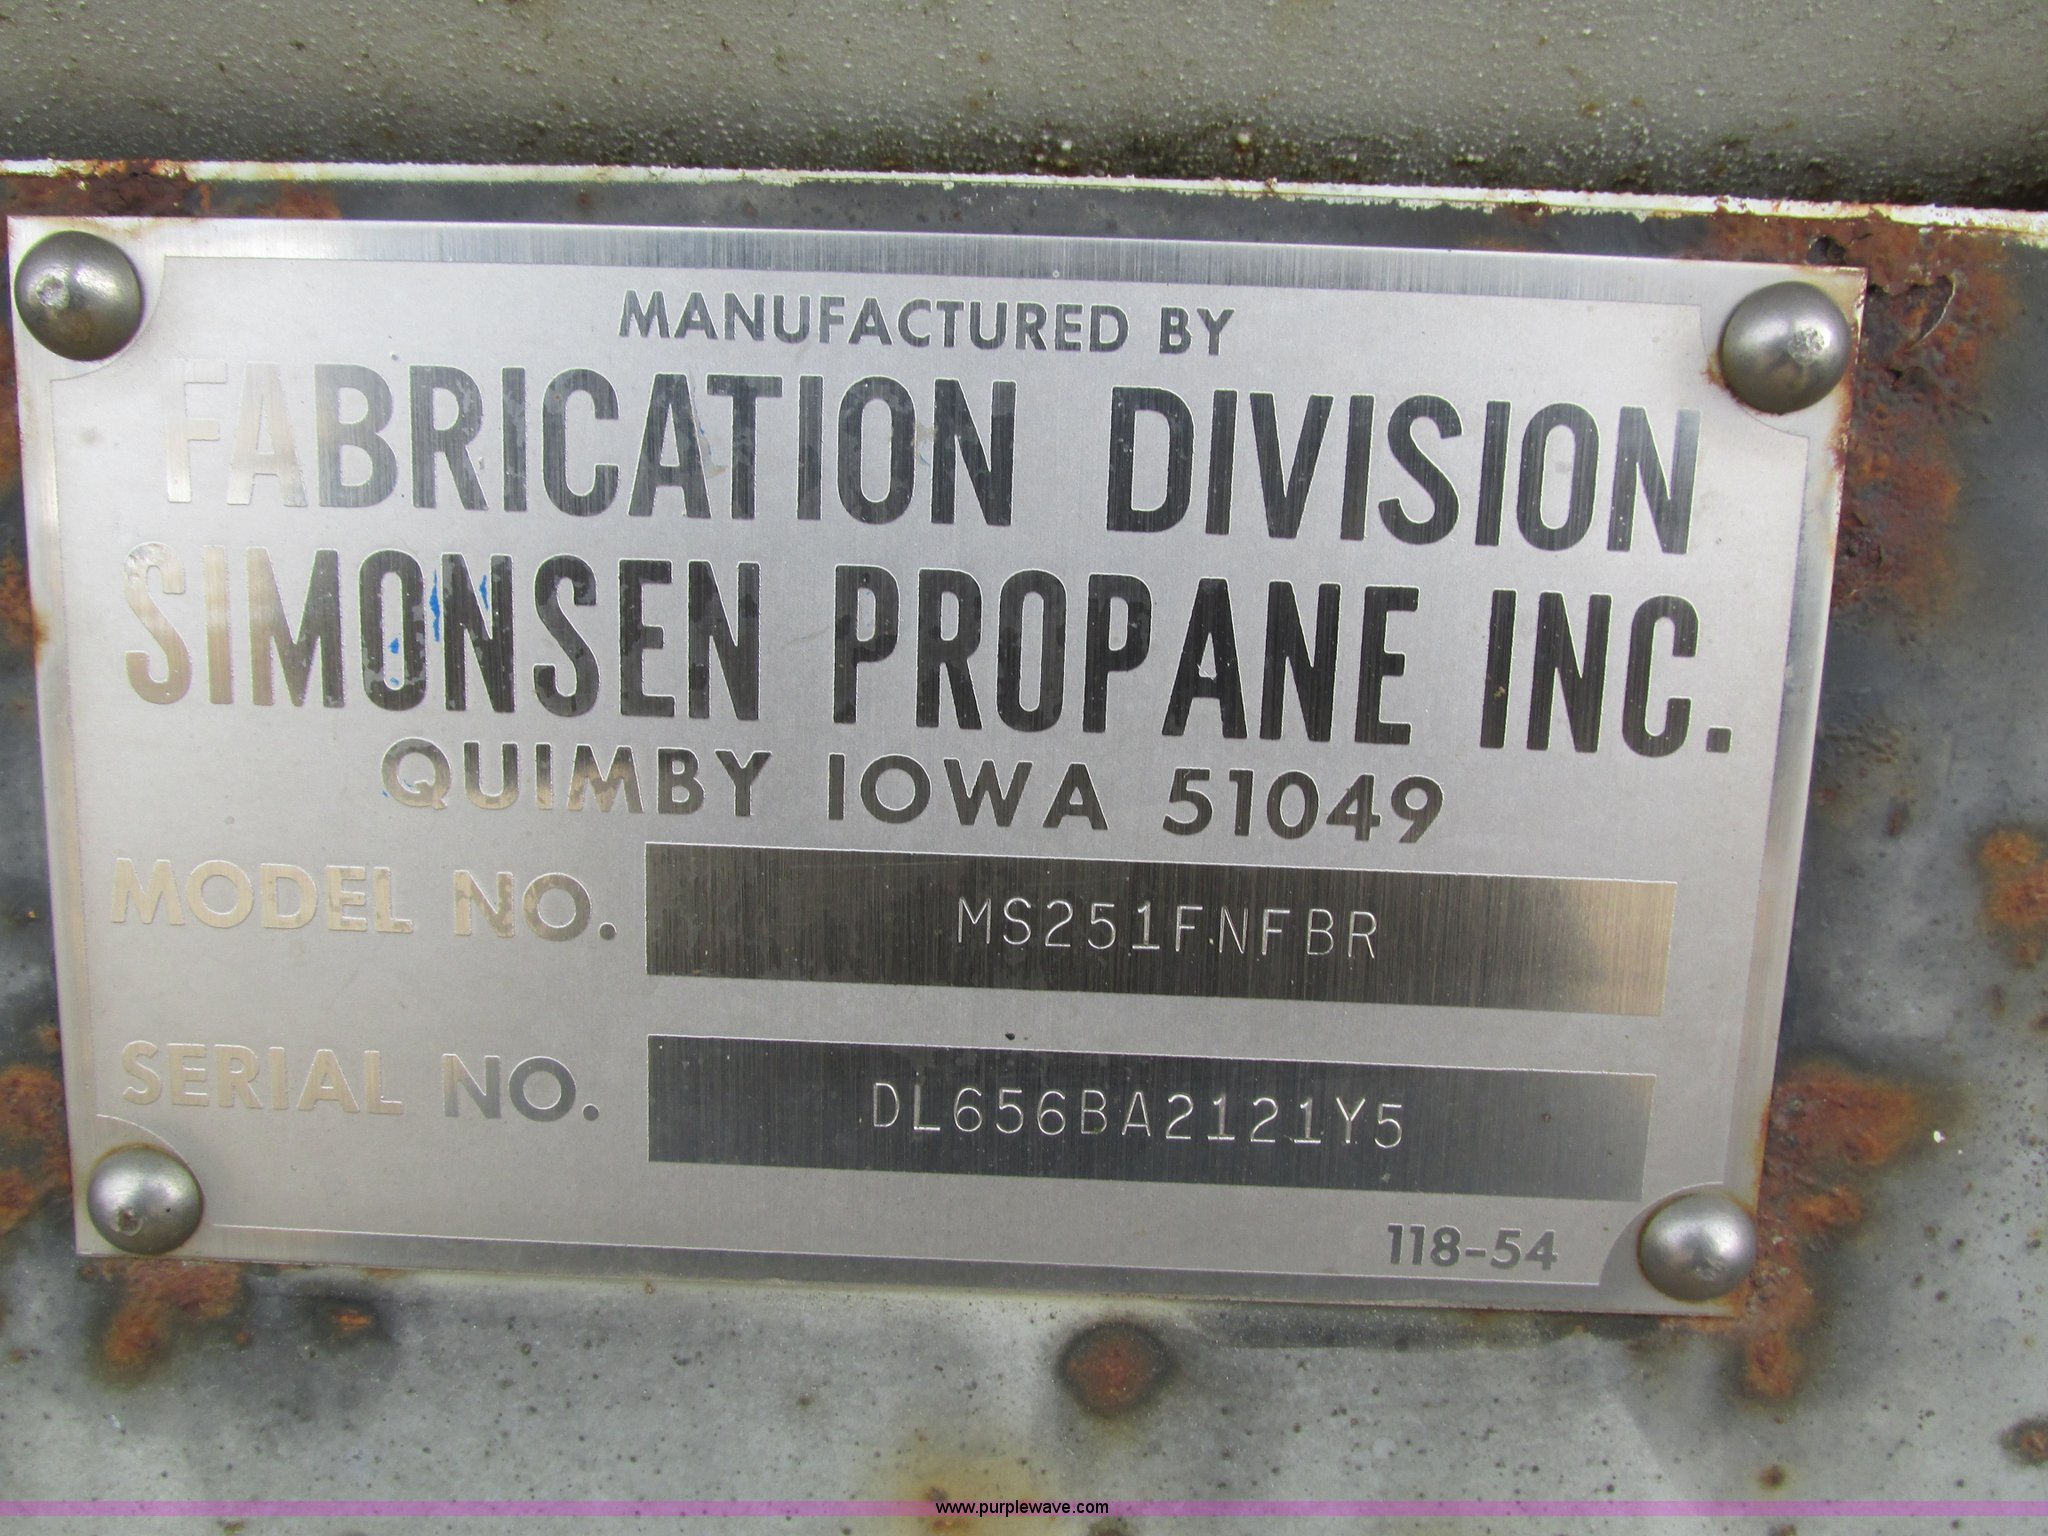 MANUFACTURED BY
FABRICATION DIVISION
SIMONSEN PROPANE INC.
QUIMBY IOWA 51049
MODEL NO. MS251FNFBR
SERIAL NO. DL656BA2121Y5
118-54
www.purplewave.com